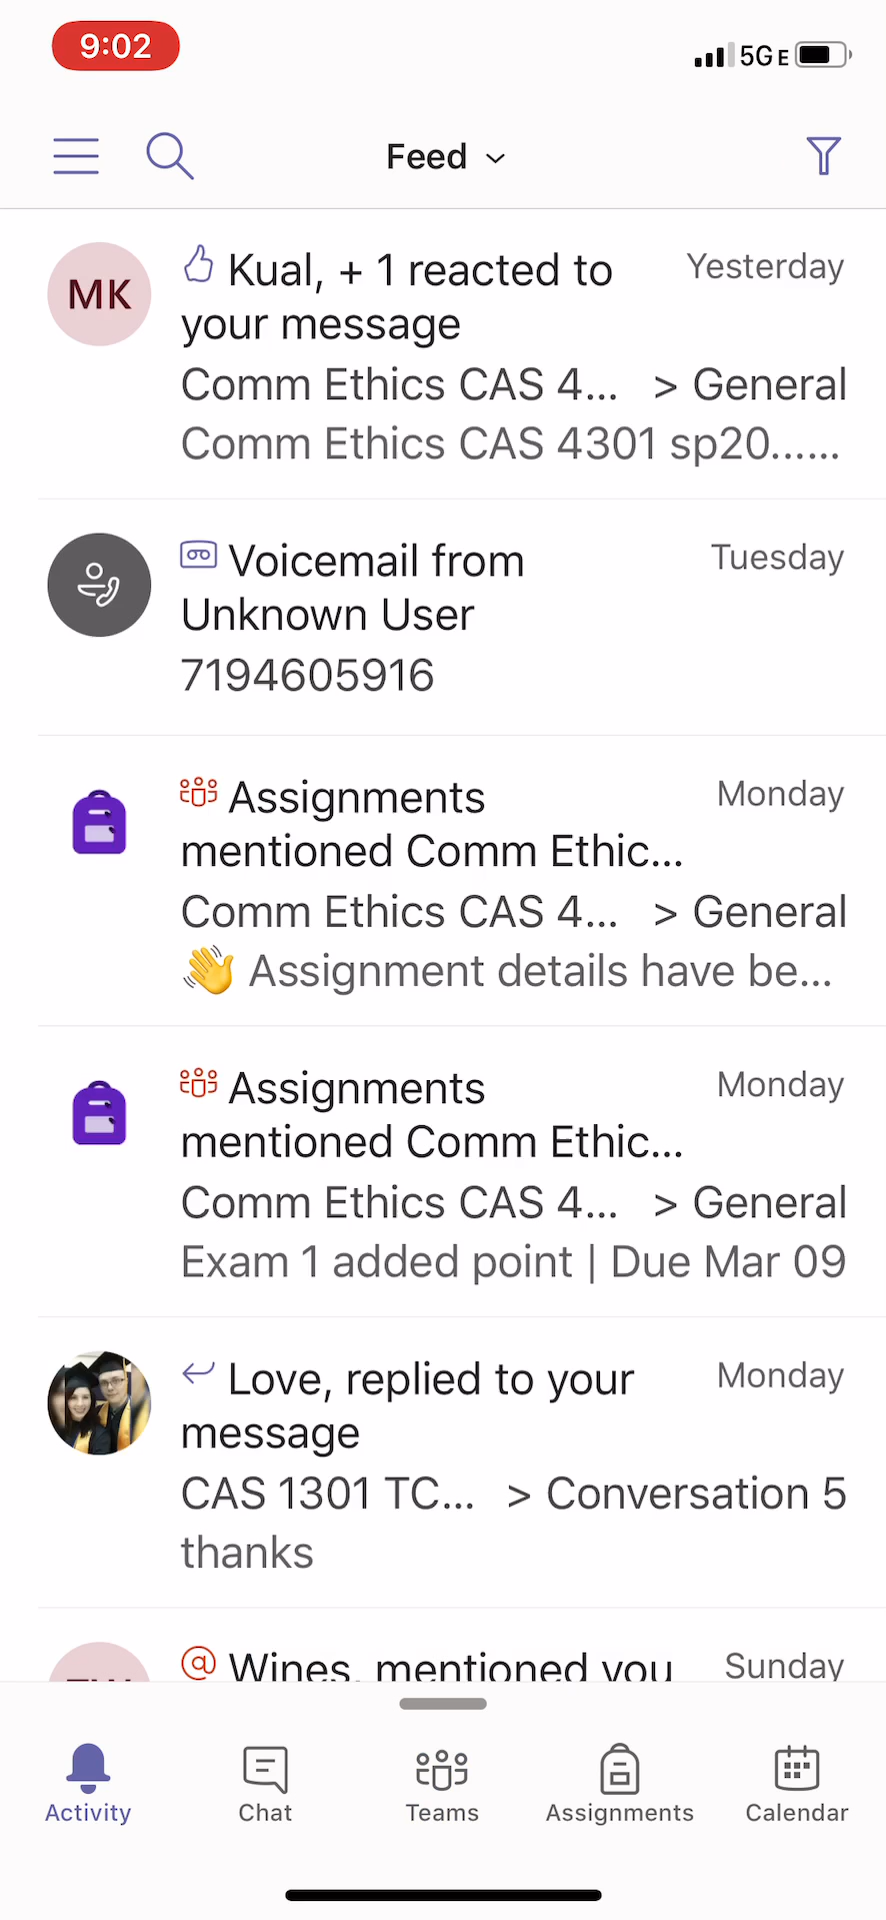 9:02
5G E
Feed
MK
Kual, + 1 reacted to
Yesterday
your message
Comm Ethics CAS 4... > General
Comm Ethics CAS 4301 sp20......
Voicemail from
Tuesday
Unknown User
7194605916
Assignments
Monday
mentioned Comm Ethic...
Comm Ethics CAS 4... > General
👋 Assignment details have be...
Assignments
Monday
mentioned Comm Ethic...
Comm Ethics CAS 4... > General
Exam 1 added point | Due Mar 09
Love, replied to your
Monday
message
CAS 1301 TC... > Conversation 5
thanks
@ Wines, mentioned you
Sunday
Activity
Chat
Teams
Assignments
Calendar